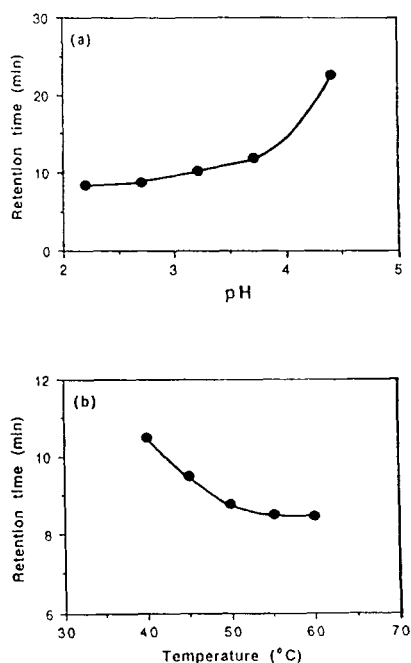 (a)
30
20
10
0
2 3 4 5
Retention time (min)
pH
(b)
12
10
8
6
30 40 50 60 70
Retention time (min)
Temperature (°C)